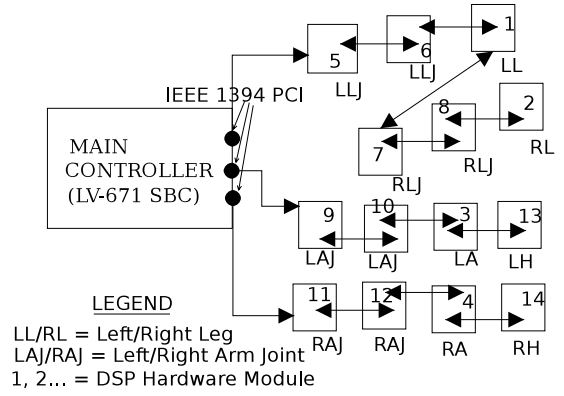 1
5
6
LL
LLJ
LLJ
IEEE 1394 PCI
8
2
MAIN
CONTROLLER
(LV-671 SBC)
7
RLJ
RL
RLJ
9
10
3
13
LAJ
LAJ
LA
LH
11
12
4
14
RAJ
RAJ
RA
RH
LEGEND
LL/RL = Left/Right Leg
LAJ/RAJ = Left/Right Arm Joint
1, 2... = DSP Hardware Module